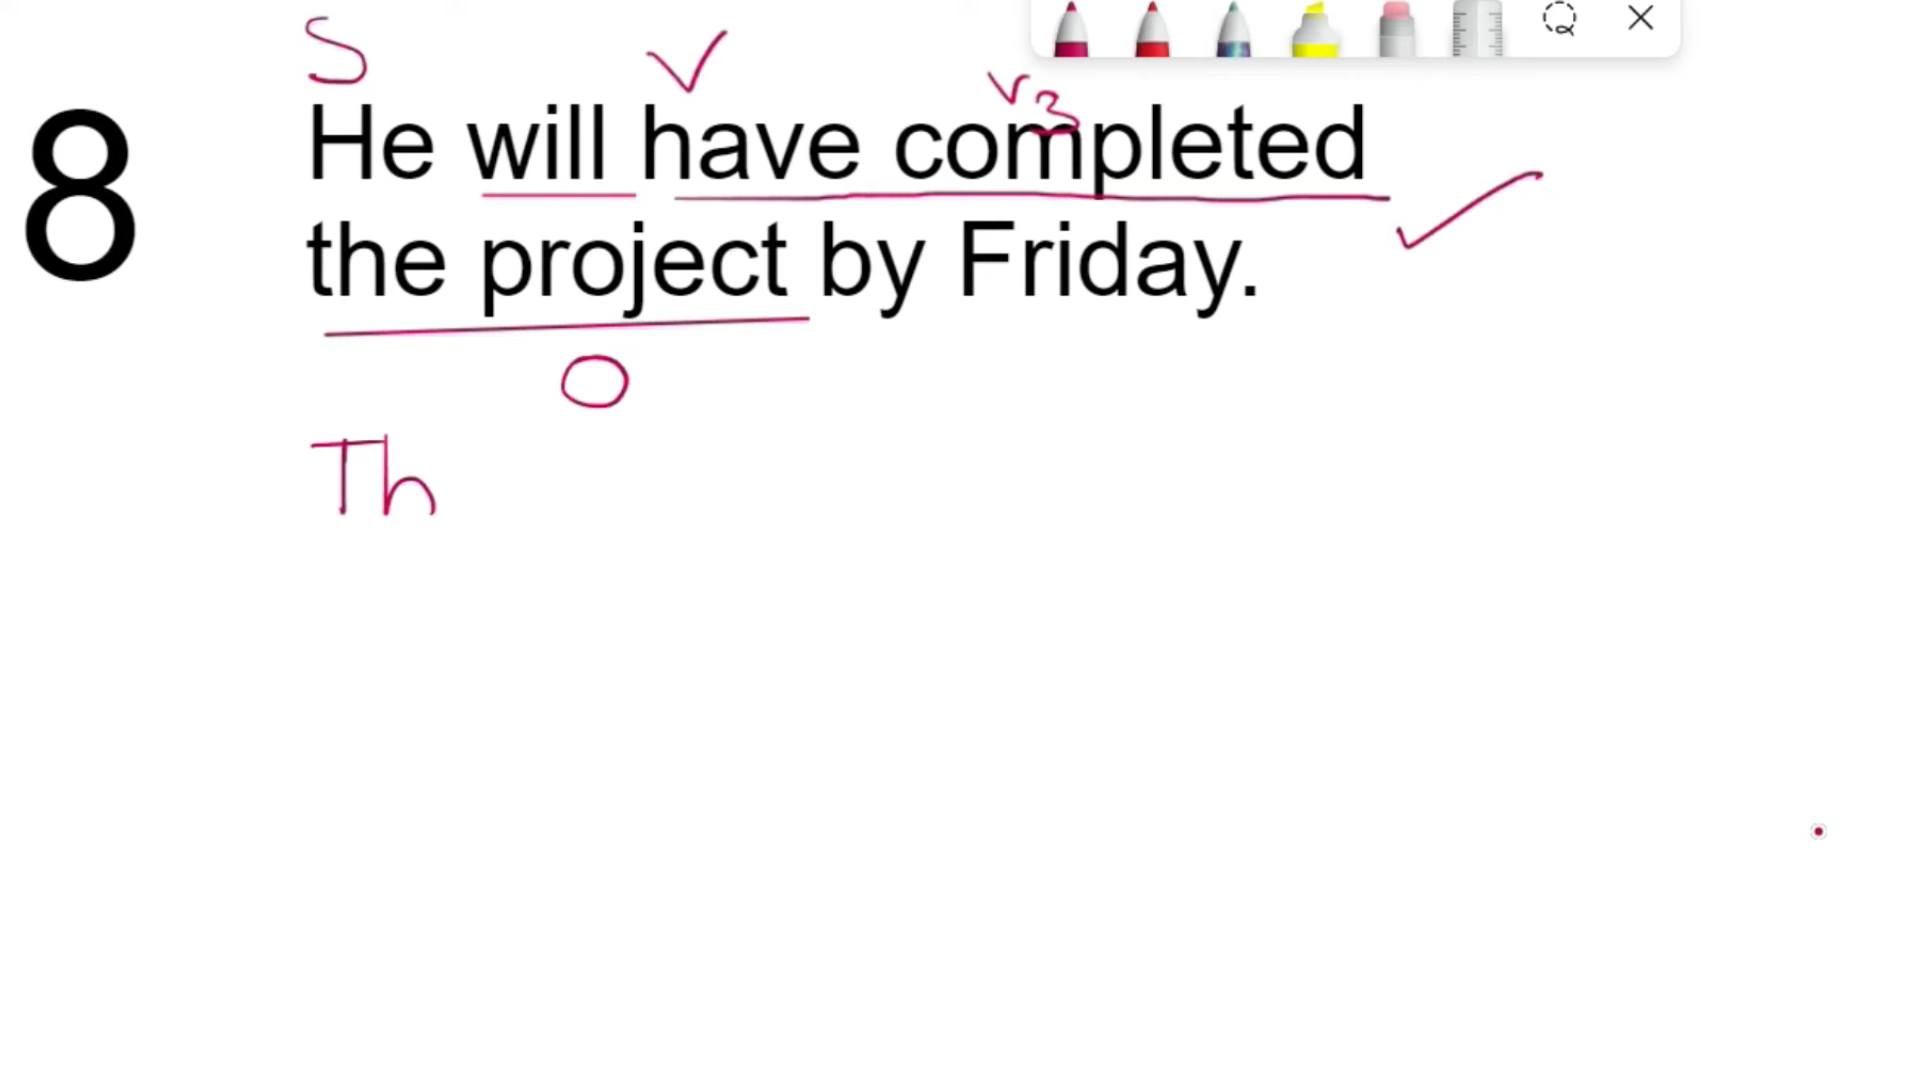 S V V3
8 He will have completed
the project by Friday.
O
Th